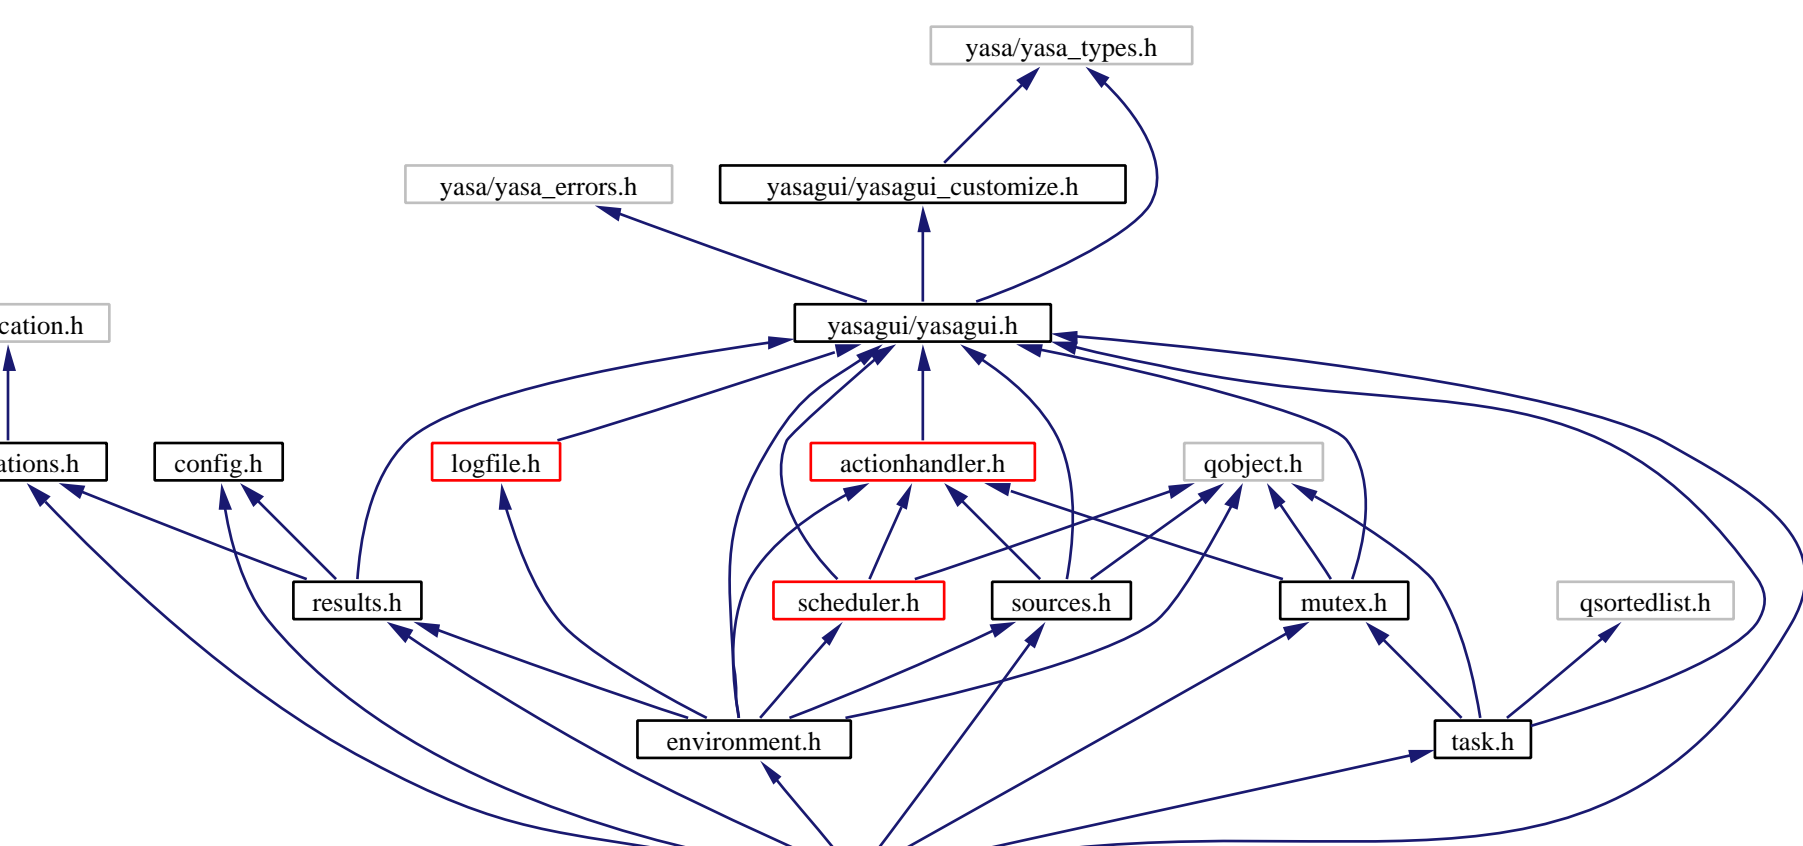 yasa/yasa_types.h
yasa/yasa_errors.h
yasagui/yasagui_customize.h
cation.h
yasagui/yasagui.h
ations.h
config.h
logfile.h
actionhandler.h
qobject.h
results.h
scheduler.h
sources.h
mutex.h
qsortedlist.h
environment.h
task.h